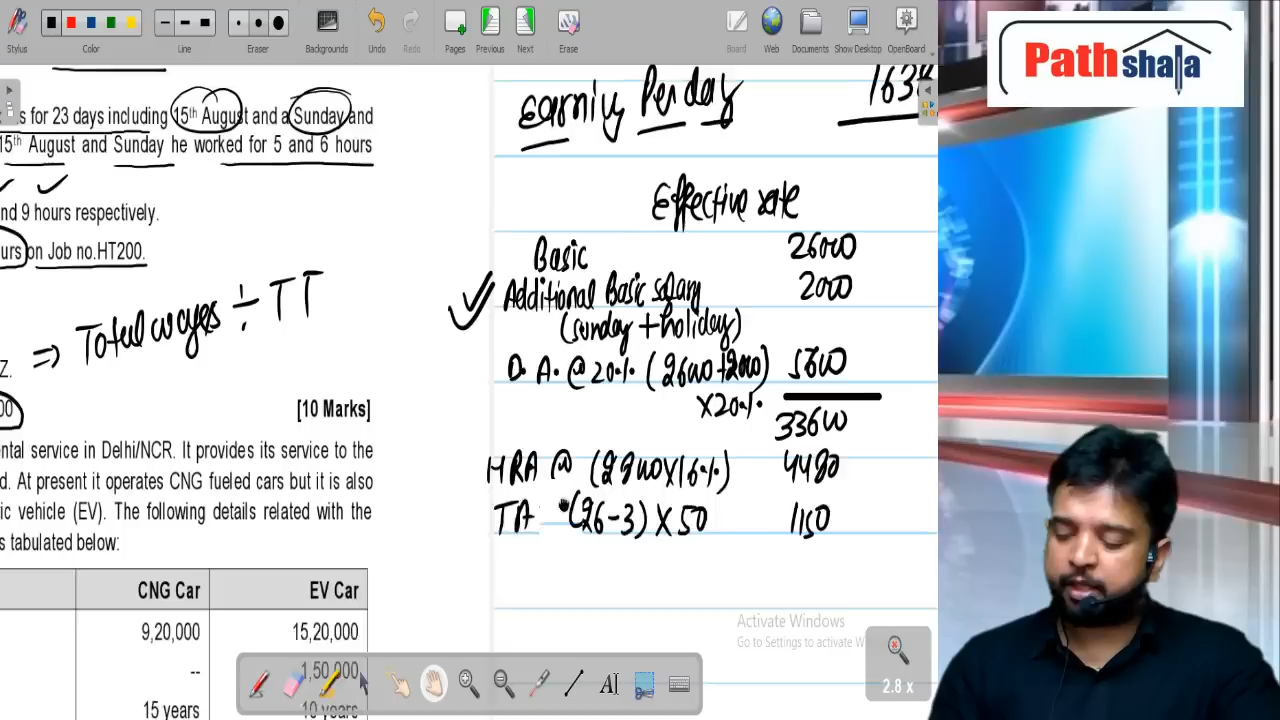 Stylus
Color
Line
Eraser
Backgrounds
Undo
Redo
Pages
Previous
Next
Erase
Board
Web
Documents
Show Desktop
OpenBoard
Path shala
s for 23 days including 15th August and a Sunday and
15th August and Sunday he worked for 5 and 6 hours
nd 9 hours respectively.
urs on Job no.HT200.
⇒ Total wages ÷ TT
Z.
00
[10 Marks]
ental service in Delhi/NCR. It provides its service to the
d. At present it operates CNG fueled cars but it is also
ic vehicle (EV). The following details related with the
s tabulated below:
CNG Car EV Car
9,20,000 15,20,000
-- 1,50,000
15 years 10 years
Earning Per day
Effective rate
Basic 26000
Additional Basic salary 2000
(sunday + holiday)
D.A. @ 20% (26000+2000) 5600
×20%
33600
HRA @ (28000×16%) 4480
TA (26-3) × 50 1150
Activate Windows
Go to Settings to activate W
2.8 x